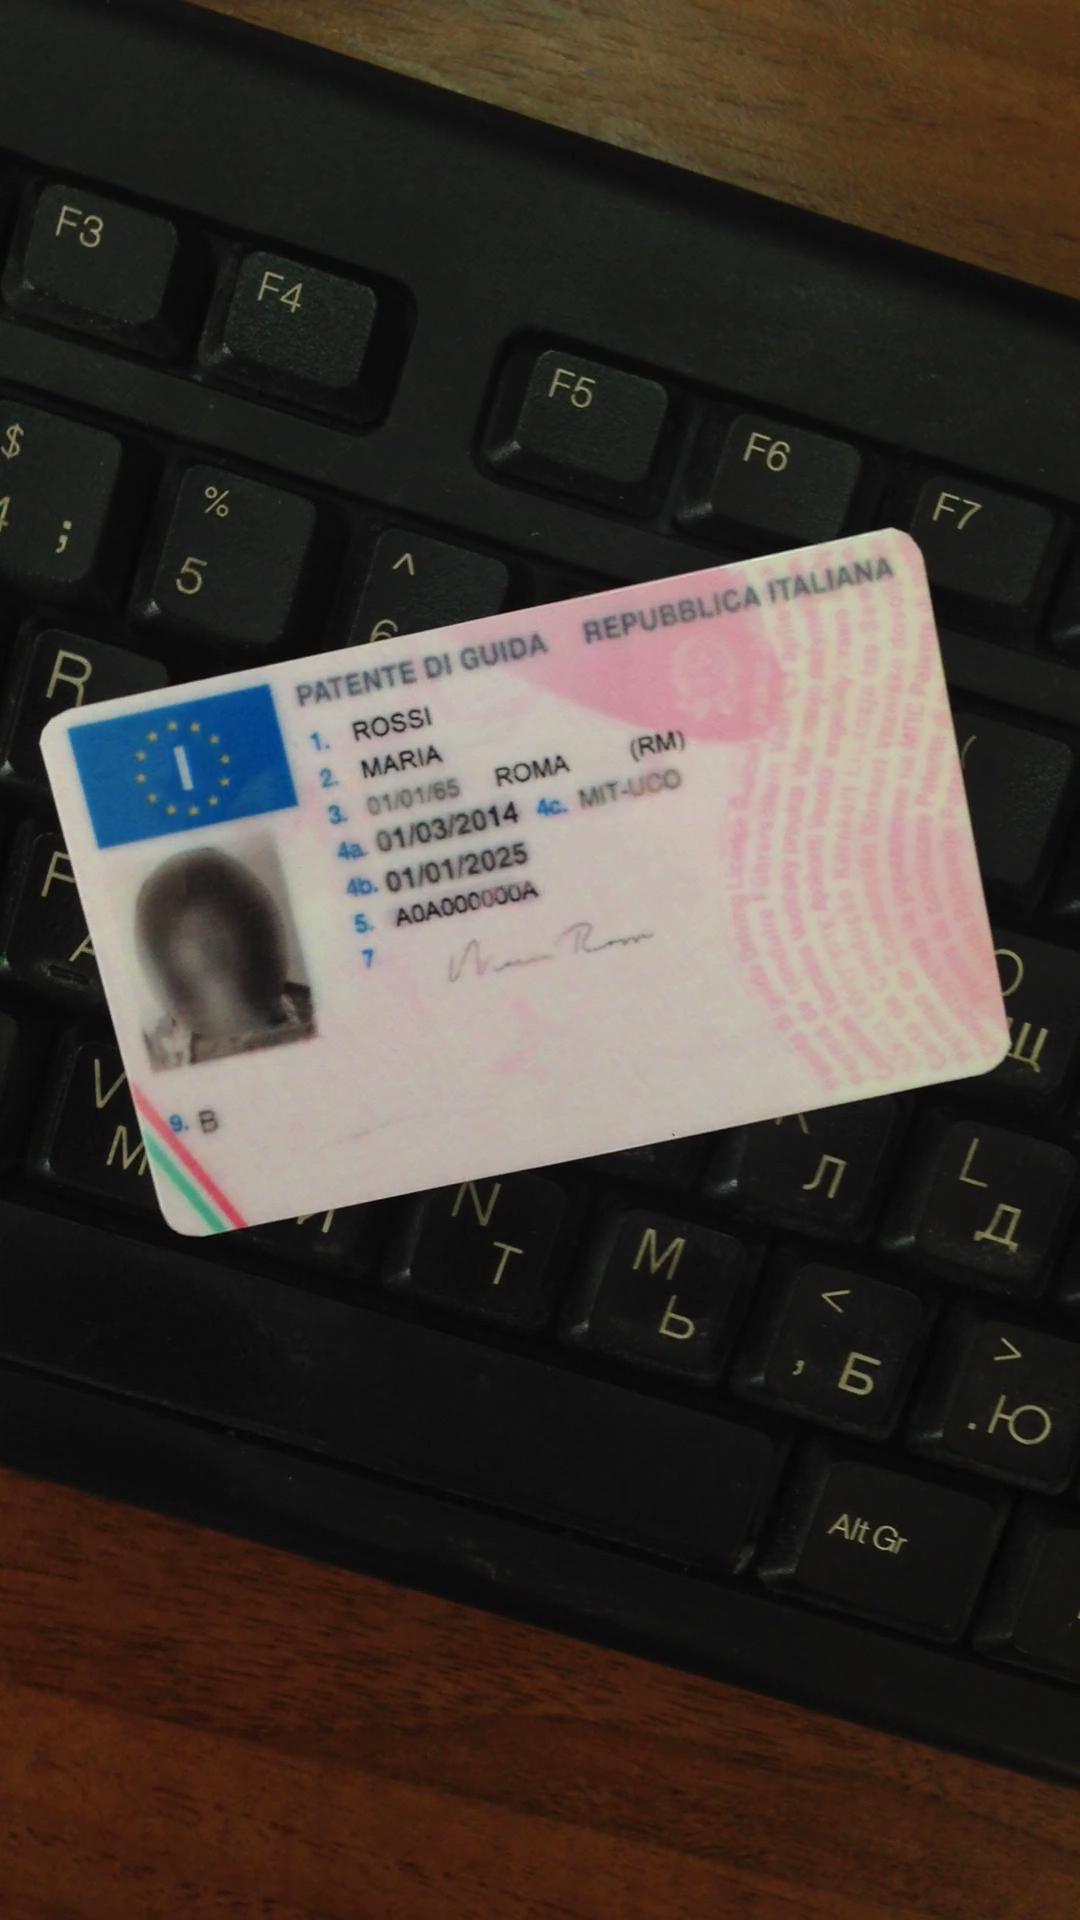 F3
F4
F5
F6
F7
$
4 ;
%
5
^
6
R
(
PATENTE DI GUIDA REPUBBLICA ITALIANA
I
1. ROSSI
2. MARIA
3. 01/01/65 ROMA (RM)
4a. 01/03/2014 4c. MIT-UCO
4b. 01/01/2025
5. A0A000000A
7
9. B
Щ
V
М
Л
L
Д
N
Т
M
Ь
<
, Б
>
. Ю
Alt Gr